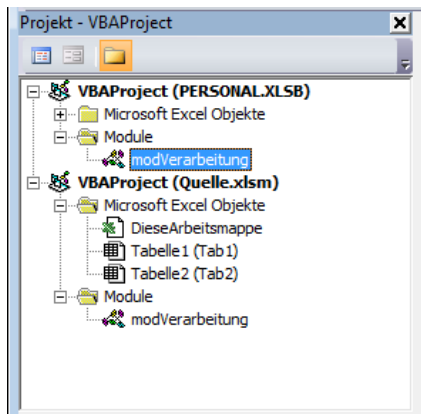 Projekt - VBAProject
VBAProject (PERSONAL.XLSB)
Microsoft Excel Objekte
Module
modVerarbeitung
VBAProject (Quelle.xlsm)
Microsoft Excel Objekte
DieseArbeitsmappe
Tabelle1 (Tab1)
Tabelle2 (Tab2)
Module
modVerarbeitung